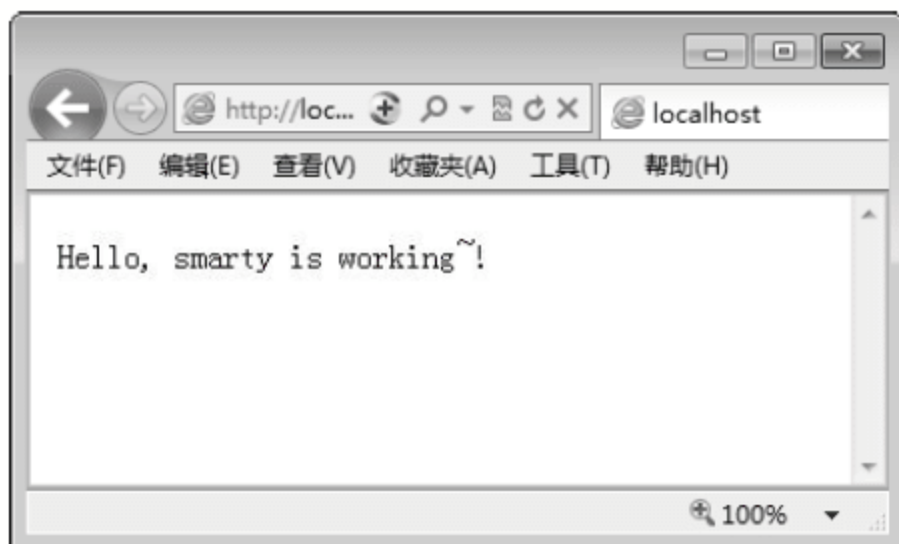 http://loc...
localhost
文件(F) 编辑(E) 查看(V) 收藏夹(A) 工具(T) 帮助(H)
Hello, smarty is working~!
100%